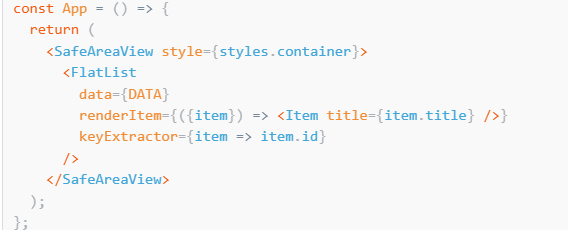 const App = () => {
  return (
    <SafeAreaView style={styles.container}>
      <FlatList
        data={DATA}
        renderItem={({item}) => <Item title={item.title} />}
        keyExtractor={item => item.id}
      />
    </SafeAreaView>
  );
};